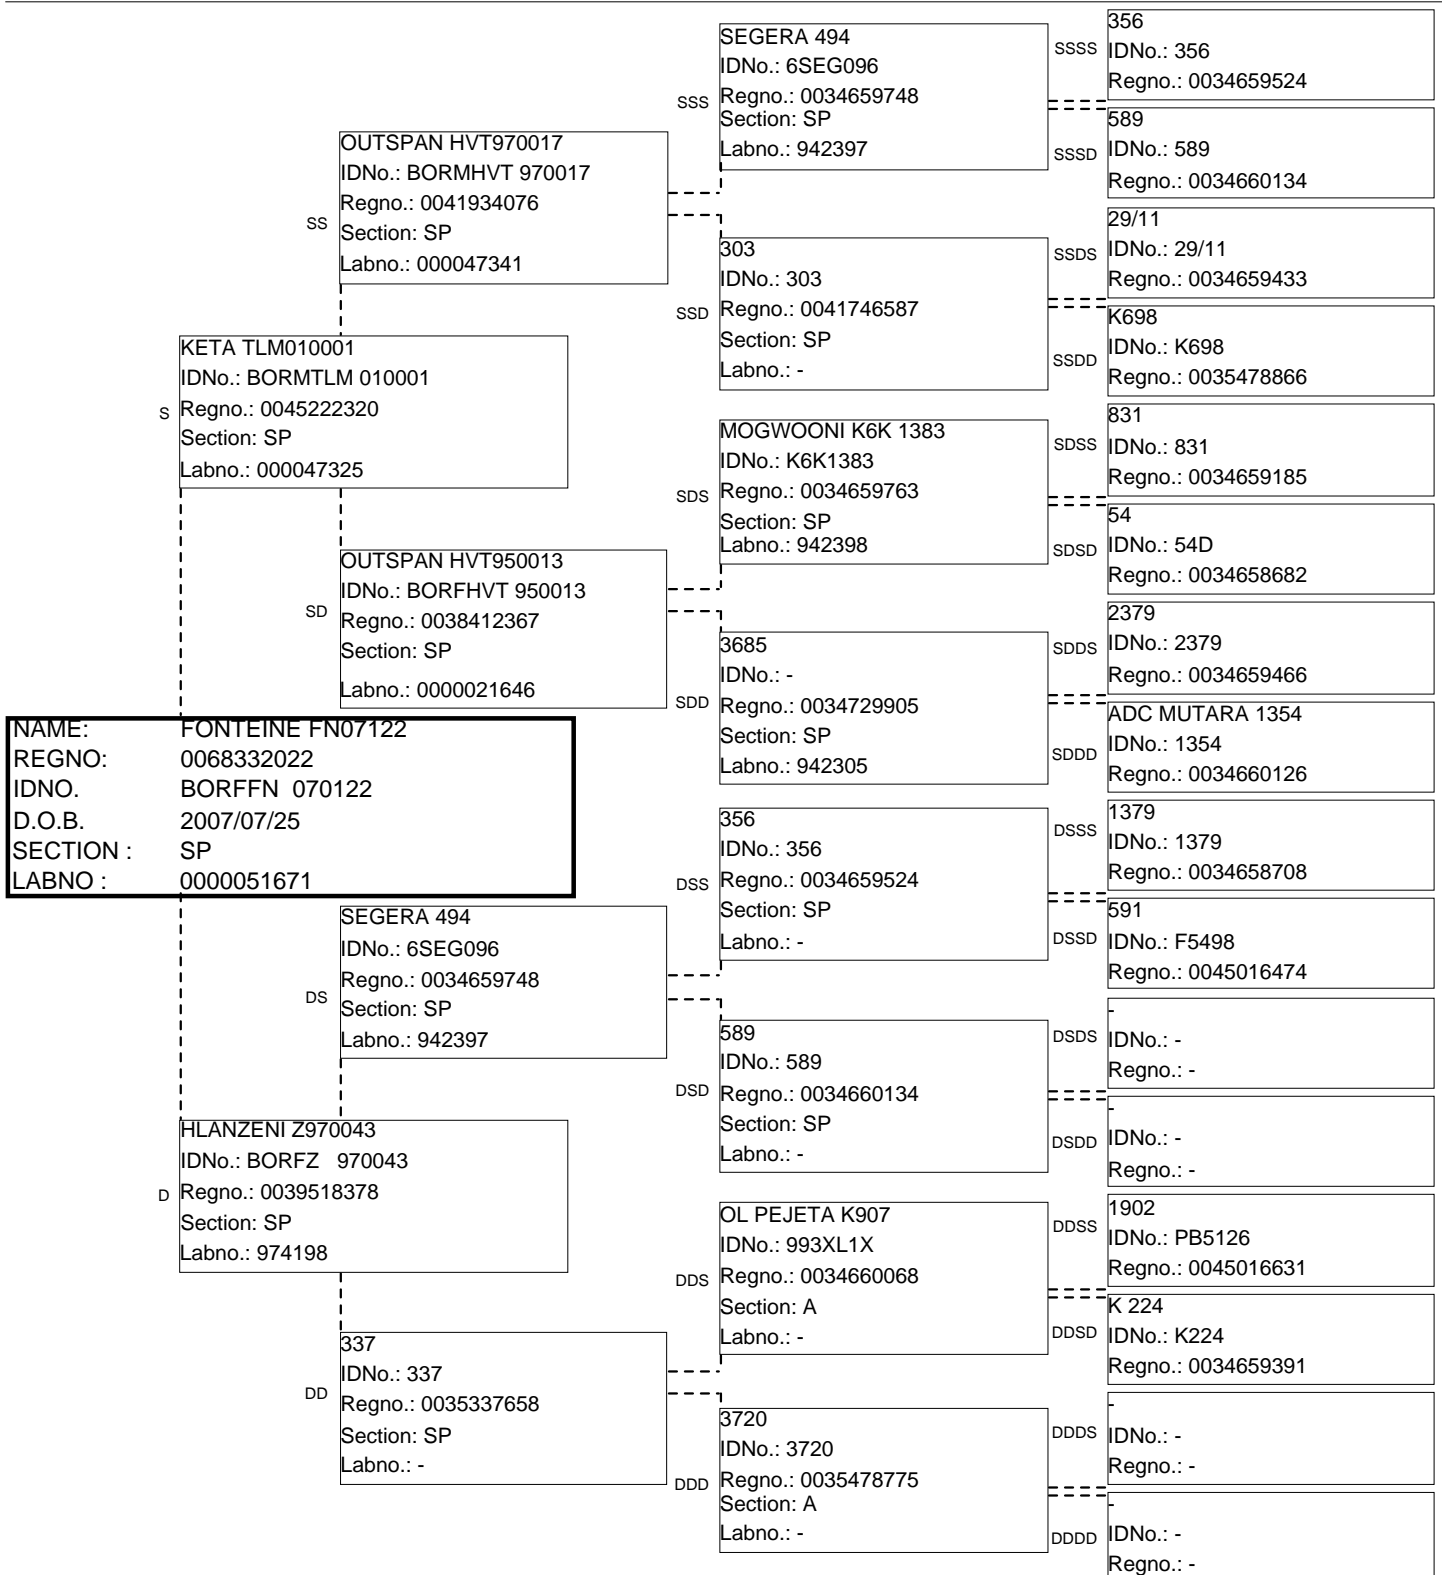 SSSS
356
IDNo.: 356
Regno.: 0034659524
SSS
SEGERA 494
IDNo.: 6SEG096
Regno.: 0034659748
Section: SP
Labno.: 942397
SSSD
589
IDNo.: 589
Regno.: 0034660134
SS
OUTSPAN HVT970017
IDNo.: BORMHVT 970017
Regno.: 0041934076
Section: SP
Labno.: 000047341
SSDS
29/11
IDNo.: 29/11
Regno.: 0034659433
SSD
303
IDNo.: 303
Regno.: 0041746587
Section: SP
Labno.: -
SSDD
K698
IDNo.: K698
Regno.: 0035478866
S
KETA TLM010001
IDNo.: BORMTLM 010001
Regno.: 0045222320
Section: SP
Labno.: 000047325
SDSS
831
IDNo.: 831
Regno.: 0034659185
SDS
MOGWOONI K6K 1383
IDNo.: K6K1383
Regno.: 0034659763
Section: SP
Labno.: 942398
SDSD
54
IDNo.: 54D
Regno.: 0034658682
SD
OUTSPAN HVT950013
IDNo.: BORFHVT 950013
Regno.: 0038412367
Section: SP
Labno.: 0000021646
SDDS
2379
IDNo.: 2379
Regno.: 0034659466
SDD
3685
IDNo.: -
Regno.: 0034729905
Section: SP
Labno.: 942305
SDDD
ADC MUTARA 1354
IDNo.: 1354
Regno.: 0034660126
NAME: FONTEINE FN07122
REGNO: 0068332022
IDNO. BORFFN 070122
D.O.B. 2007/07/25
SECTION : SP
LABNO : 0000051671
DSSS
1379
IDNo.: 1379
Regno.: 0034658708
DSS
356
IDNo.: 356
Regno.: 0034659524
Section: SP
Labno.: -
DSSD
591
IDNo.: F5498
Regno.: 0045016474
DS
SEGERA 494
IDNo.: 6SEG096
Regno.: 0034659748
Section: SP
Labno.: 942397
DSDS
-
IDNo.: -
Regno.: -
DSD
589
IDNo.: 589
Regno.: 0034660134
Section: SP
Labno.: -
DSDD
-
IDNo.: -
Regno.: -
D
HLANZENI Z970043
IDNo.: BORFZ 970043
Regno.: 0039518378
Section: SP
Labno.: 974198
DDSS
1902
IDNo.: PB5126
Regno.: 0045016631
DDS
OL PEJETA K907
IDNo.: 993XL1X
Regno.: 0034660068
Section: A
Labno.: -
DDSD
K 224
IDNo.: K224
Regno.: 0034659391
DD
337
IDNo.: 337
Regno.: 0035337658
Section: SP
Labno.: -
DDDS
-
IDNo.: -
Regno.: -
DDD
3720
IDNo.: 3720
Regno.: 0035478775
Section: A
Labno.: -
DDDD
-
IDNo.: -
Regno.: -